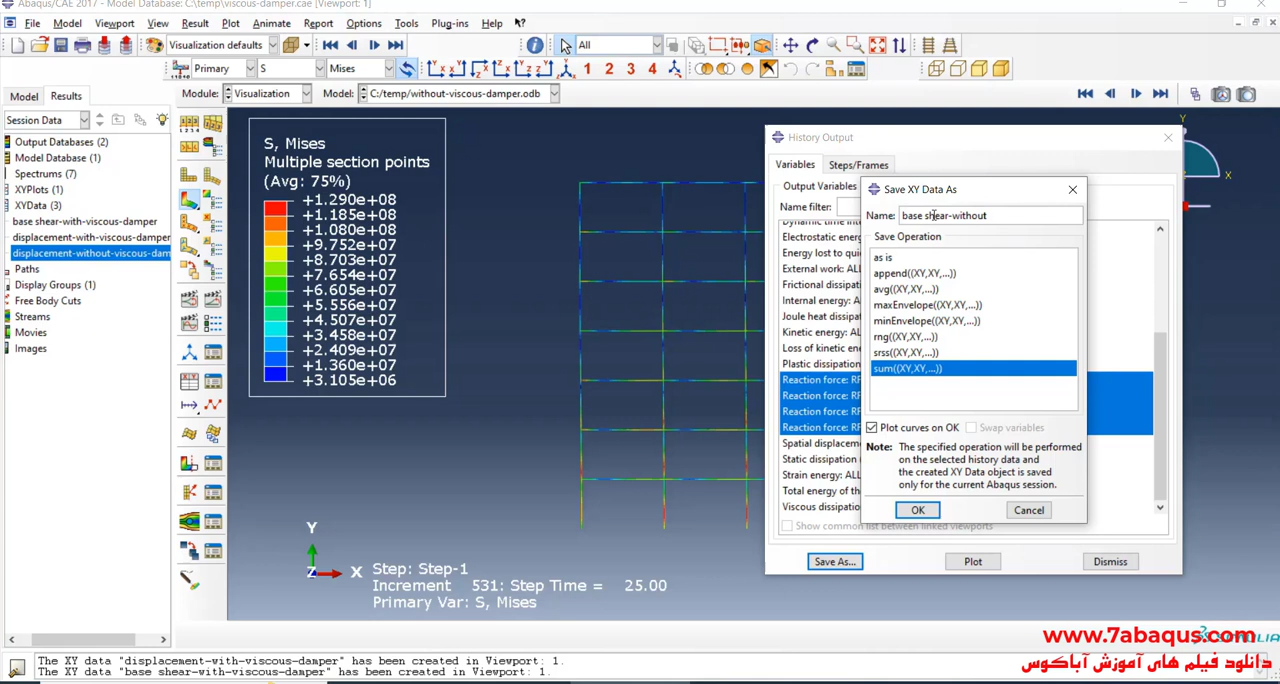 Abaqus/CAE 2017 - Model Database: C:\temp\viscous-damper.cae [Viewport: 1]
File Model Viewport View Result Plot Animate Report Options Tools Plug-ins Help
Visualization defaults All
Primary S Mises 1 2 3 4
Model Results Module: Visualization Model: C:/temp/without-viscous-damper.odb
Session Data
Output Databases (2)
Model Database (1)
Spectrums (7)
XYPlots (1)
XYData (3)
base shear-with-viscous-damper
displacement-with-viscous-damper
displacement-without-viscous-dam
Paths
Display Groups (1)
Free Body Cuts
Streams
Movies
Images
S, Mises
Multiple section points
(Avg: 75%)
+1.290e+08
+1.185e+08
+1.080e+08
+9.752e+07
+8.703e+07
+7.654e+07
+6.605e+07
+5.556e+07
+4.507e+07
+3.458e+07
+2.409e+07
+1.360e+07
+3.105e+06
Y
Z X
Step: Step-1
Increment 531: Step Time = 25.00
Primary Var: S, Mises
Y
X
History Output
Variables Steps/Frames
Output Variables
Name filter:
Electrostatic ener
Energy lost to qui
External work: ALL
Frictional dissipat
Internal energy: A
Joule heat dissipa
Kinetic energy: AL
Loss of kinetic en
Plastic dissipation
Reaction force: RF
Reaction force: RF
Reaction force: RF
Reaction force: RF
Spatial displaceme
Static dissipation
Strain energy: ALL
Total energy of the
Viscous dissipatio
Show common list between linked viewports
Save As... Plot Dismiss
Save XY Data As
Name: base shear-without
Save Operation
as is
append((XY,XY,...))
avg((XY,XY,...))
maxEnvelope((XY,XY,...))
minEnvelope((XY,XY,...))
rng((XY,XY,...))
srss((XY,XY,...))
sum((XY,XY,...))
Plot curves on OK Swap variables
Note: The specified operation will be performed
on the selected history data and
the created XY Data object is saved
only for the current Abaqus session.
OK Cancel
www.7abaqus.com
دانلود فیلم های آموزش آباکوس
The XY data "displacement-with-viscous-damper" has been created in Viewport: 1.
The XY data "base shear-with-viscous-damper" has been created in Viewport: 1.